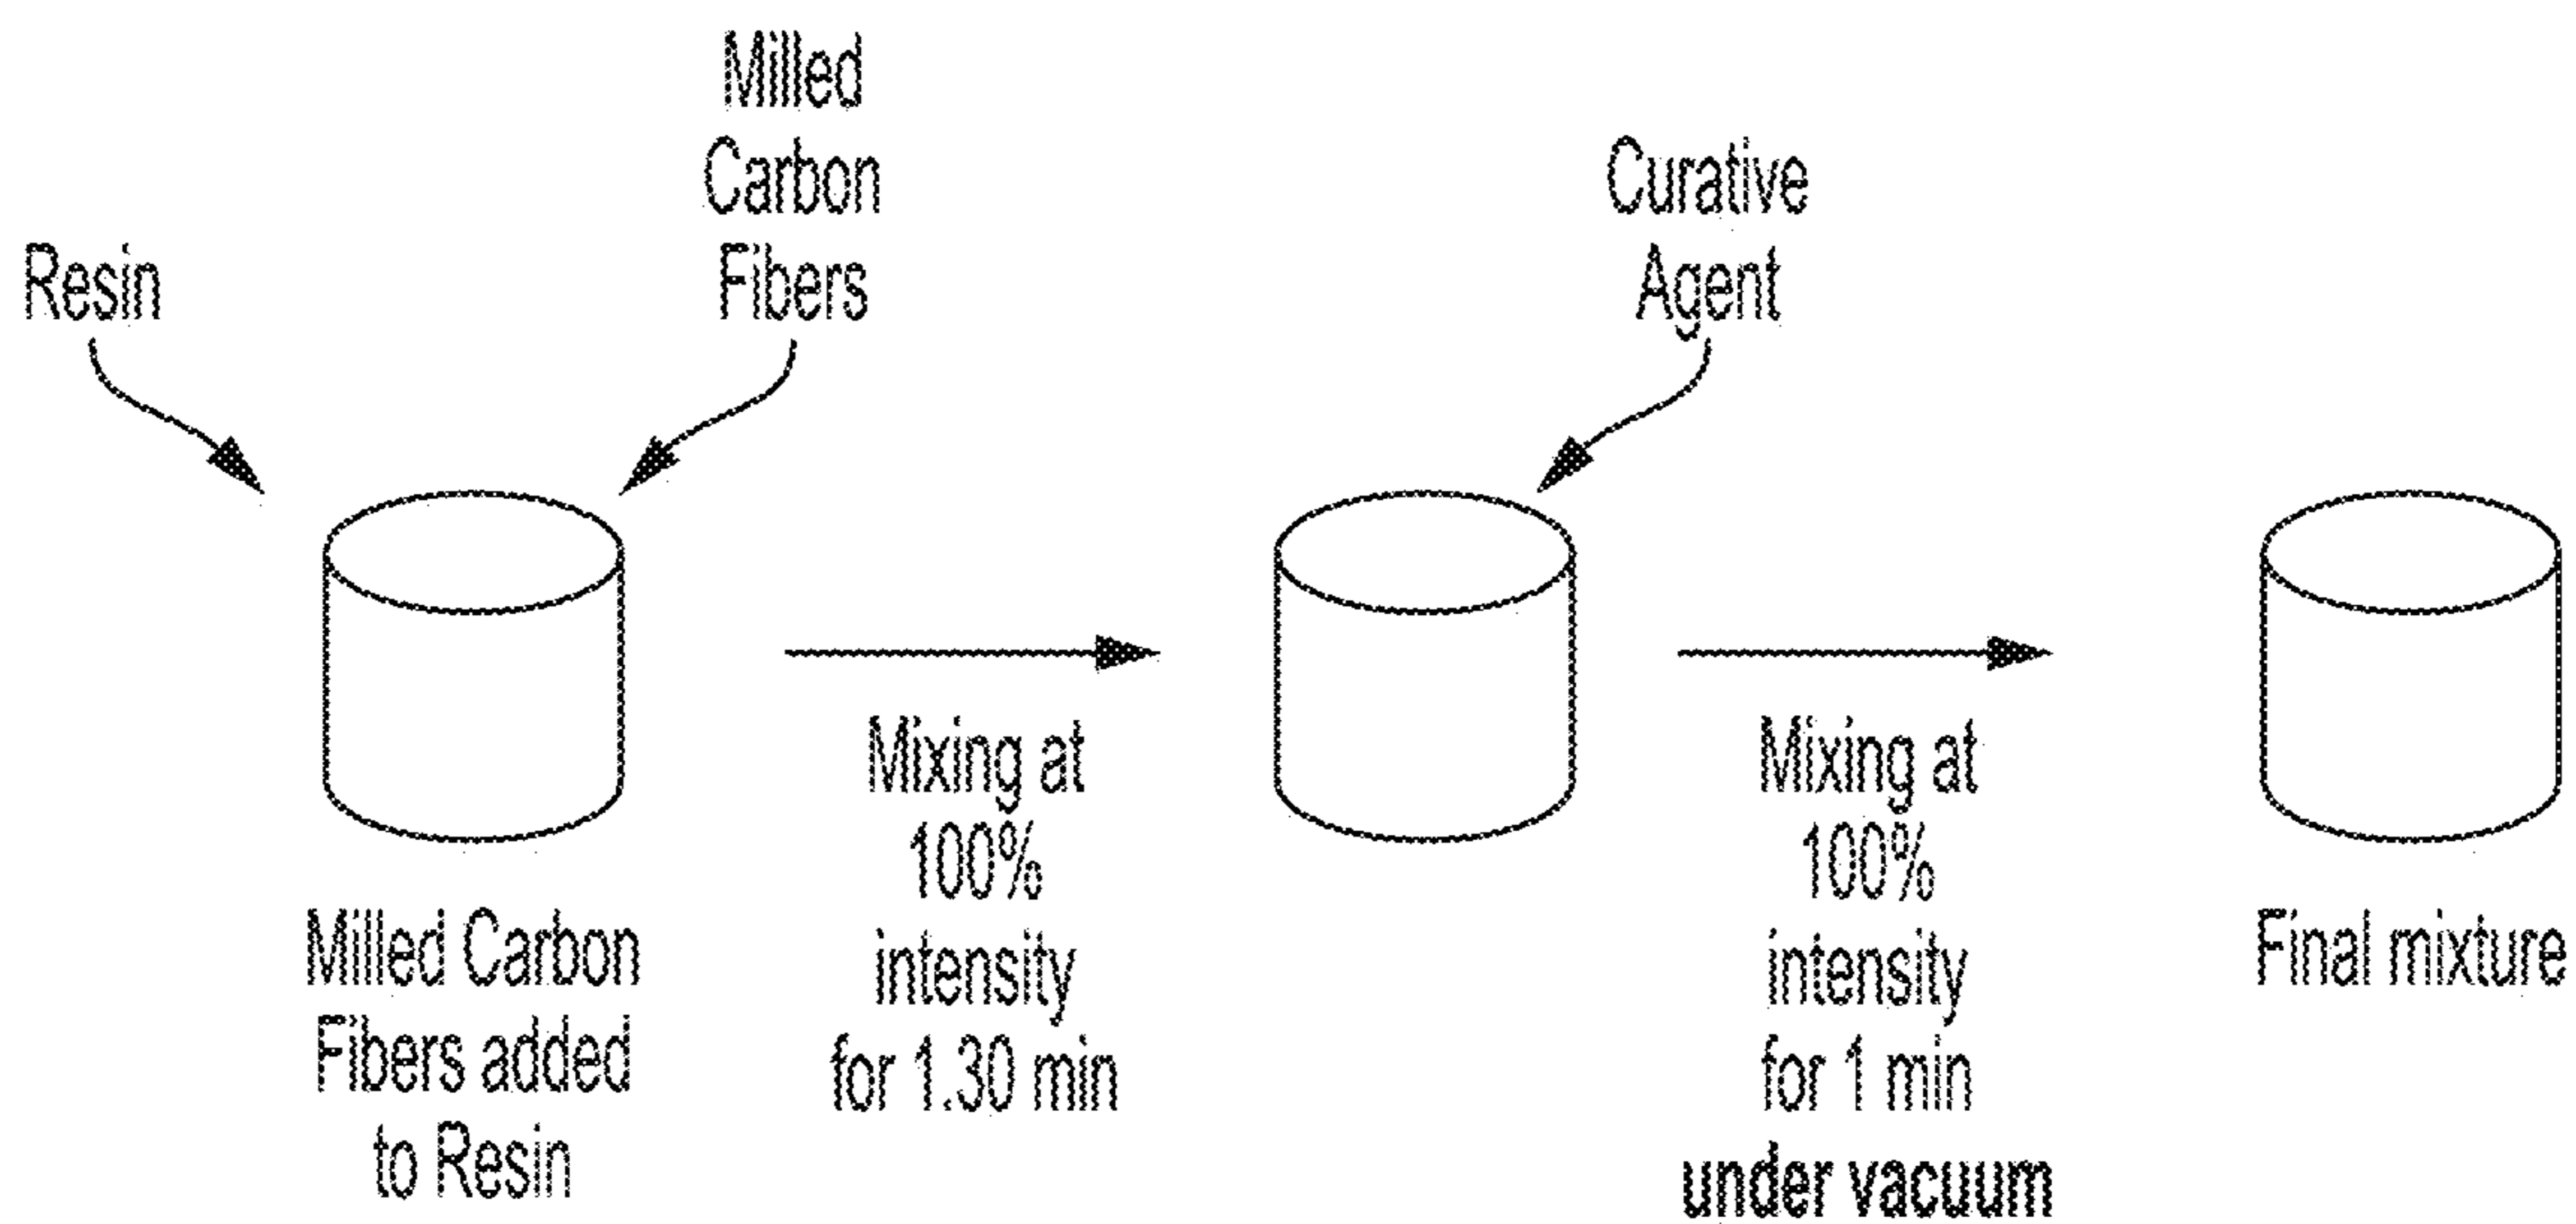 Resin
Milled
Carbon
Fibers
Curative
Agent
Milled Carbon
Fibers added
to Resin
Mixing at
100%
intensity
for 1.30 min
Mixing at
100%
intensity
for 1 min
under vacuum
Final mixture